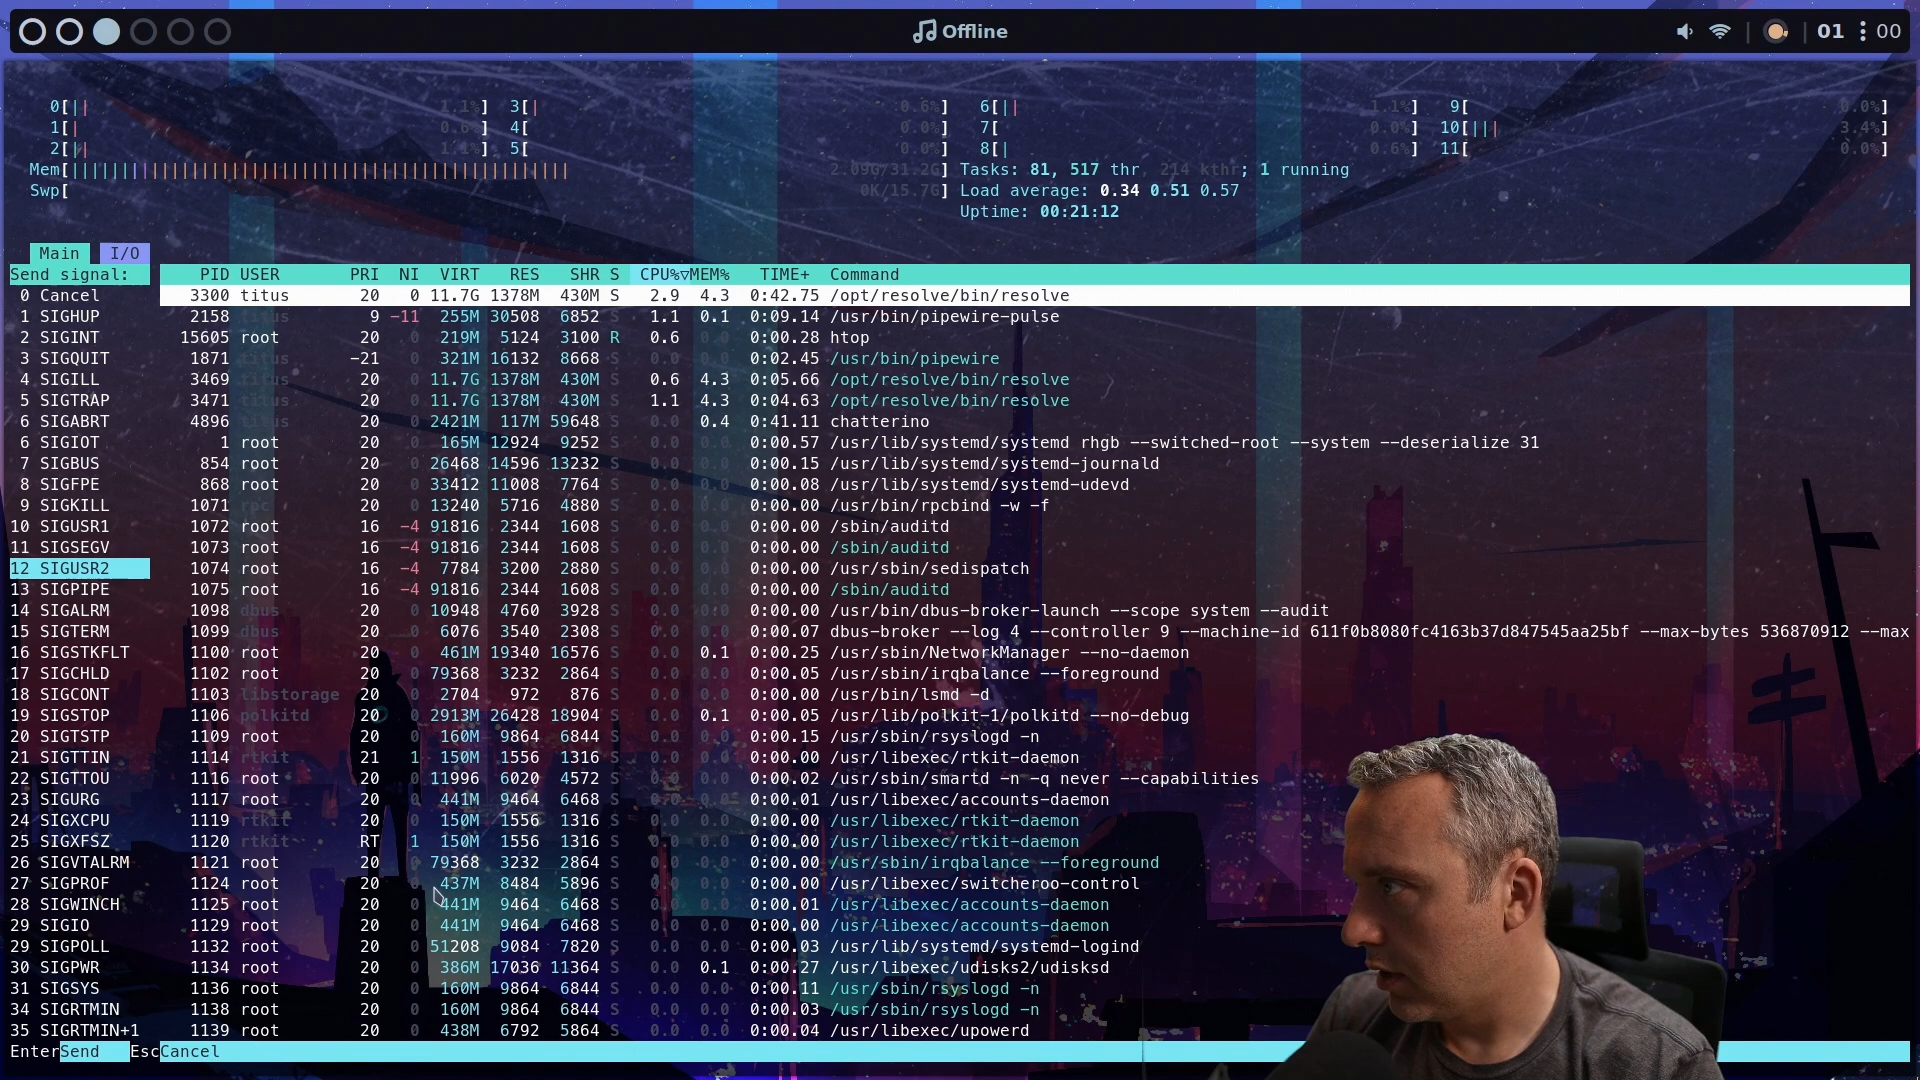 Offline
01 00
0[|| 1.1%] 3[| 0.6%] 6[|| 1.1%] 9[ 0.0%]
1[| 0.6%] 4[ 0.0%] 7[ 0.0%] 10[||| 3.4%]
2[|| 1.1%] 5[ 0.0%] 8[| 0.6%] 11[ 0.0%]
Mem[ 2.09G/31.2G] Tasks: 81, 517 thr, 214 kthr; 1 running
Swp[ 0K/15.7G] Load average: 0.34 0.51 0.57
Uptime: 00:21:12
Main I/O
Send signal: PID USER PRI NI VIRT RES SHR S CPU%▽MEM% TIME+ Command
0 Cancel 3300 titus 20 0 11.7G 1378M 430M S 2.9 4.3 0:42.75 /opt/resolve/bin/resolve
1 SIGHUP 2158 titus 9 −11 255M 30508 6852 S 1.1 0.1 0:09.14 /usr/bin/pipewire−pulse
2 SIGINT 15605 root 20 0 219M 5124 3100 R 0.6 0.0 0:00.28 htop
3 SIGQUIT 1871 titus −21 0 321M 16132 8668 S 0.0 0.0 0:02.45 /usr/bin/pipewire
4 SIGILL 3469 titus 20 0 11.7G 1378M 430M S 0.6 4.3 0:05.66 /opt/resolve/bin/resolve
5 SIGTRAP 3471 titus 20 0 11.7G 1378M 430M S 1.1 4.3 0:04.63 /opt/resolve/bin/resolve
6 SIGABRT 4896 titus 20 0 2421M 117M 59648 S 0.0 0.4 0:41.11 chatterino
6 SIGIOT 1 root 20 0 165M 12924 9252 S 0.0 0.0 0:00.57 /usr/lib/systemd/systemd rhgb −−switched−root −−system −−deserialize 31
7 SIGBUS 854 root 20 0 26468 14596 13232 S 0.0 0.0 0:00.15 /usr/lib/systemd/systemd−journald
8 SIGFPE 868 root 20 0 33412 11008 7764 S 0.0 0.0 0:00.08 /usr/lib/systemd/systemd−udevd
9 SIGKILL 1071 rpc 20 0 13240 5716 4880 S 0.0 0.0 0:00.00 /usr/bin/rpcbind −w −f
10 SIGUSR1 1072 root 16 −4 91816 2344 1608 S 0.0 0.0 0:00.00 /sbin/auditd
11 SIGSEGV 1073 root 16 −4 91816 2344 1608 S 0.0 0.0 0:00.00 /sbin/auditd
12 SIGUSR2 1074 root 16 −4 7784 3200 2880 S 0.0 0.0 0:00.00 /usr/sbin/sedispatch
13 SIGPIPE 1075 root 16 −4 91816 2344 1608 S 0.0 0.0 0:00.00 /sbin/auditd
14 SIGALRM 1098 dbus 20 0 10948 4760 3928 S 0.0 0.0 0:00.00 /usr/bin/dbus−broker−launch −−scope system −−audit
15 SIGTERM 1099 dbus 20 0 6076 3540 2308 S 0.0 0.0 0:00.07 dbus−broker −−log 4 −−controller 9 −−machine−id 611f0b8080fc4163b37d847545aa25bf −−max−bytes 536870912 −−max
16 SIGSTKFLT 1100 root 20 0 461M 19340 16576 S 0.0 0.1 0:00.25 /usr/sbin/NetworkManager −−no−daemon
17 SIGCHLD 1102 root 20 0 79368 3232 2864 S 0.0 0.0 0:00.05 /usr/sbin/irqbalance −−foreground
18 SIGCONT 1103 libstorage 20 0 2704 972 876 S 0.0 0.0 0:00.00 /usr/bin/lsmd −d
19 SIGSTOP 1106 polkitd 20 0 2913M 26428 18904 S 0.0 0.1 0:00.05 /usr/lib/polkit−1/polkitd −−no−debug
20 SIGTSTP 1109 root 20 0 160M 9864 6844 S 0.0 0.0 0:00.15 /usr/sbin/rsyslogd −n
21 SIGTTIN 1114 rtkit 21 1 150M 1556 1316 S 0.0 0.0 0:00.00 /usr/libexec/rtkit−daemon
22 SIGTTOU 1116 root 20 0 11996 6020 4572 S 0.0 0.0 0:00.02 /usr/sbin/smartd −n −q never −−capabilities
23 SIGURG 1117 root 20 0 441M 9464 6468 S 0.0 0.0 0:00.01 /usr/libexec/accounts−daemon
24 SIGXCPU 1119 rtkit 20 0 150M 1556 1316 S 0.0 0.0 0:00.00 /usr/libexec/rtkit−daemon
25 SIGXFSZ 1120 rtkit RT 1 150M 1556 1316 S 0.0 0.0 0:00.00 /usr/libexec/rtkit−daemon
26 SIGVTALRM 1121 root 20 0 79368 3232 2864 S 0.0 0.0 0:00.00 /usr/sbin/irqbalance −−foreground
27 SIGPROF 1124 root 20 0 437M 8484 5896 S 0.0 0.0 0:00.00 /usr/libexec/switcheroo−control
28 SIGWINCH 1125 root 20 0 441M 9464 6468 S 0.0 0.0 0:00.01 /usr/libexec/accounts−daemon
29 SIGIO 1129 root 20 0 441M 9464 6468 S 0.0 0.0 0:00.00 /usr/libexec/accounts−daemon
29 SIGPOLL 1132 root 20 0 51208 9084 7820 S 0.0 0.0 0:00.03 /usr/lib/systemd/systemd−logind
30 SIGPWR 1134 root 20 0 386M 17036 11364 S 0.0 0.1 0:00.27 /usr/libexec/udisks2/udisksd
31 SIGSYS 1136 root 20 0 160M 9864 6844 S 0.0 0.0 0:00.11 /usr/sbin/rsyslogd −n
34 SIGRTMIN 1138 root 20 0 160M 9864 6844 S 0.0 0.0 0:00.03 /usr/sbin/rsyslogd −n
35 SIGRTMIN+1 1139 root 20 0 438M 6792 5864 S 0.0 0.0 0:00.04 /usr/libexec/upowerd
EnterSend EscCancel